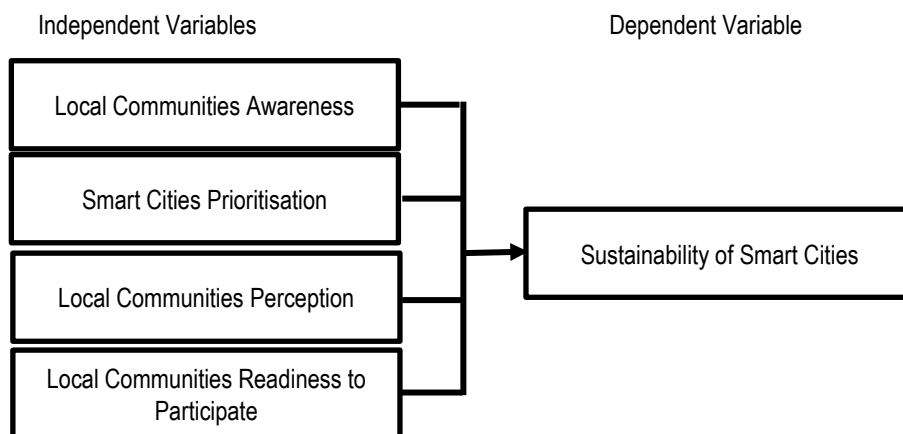 Independent Variables
Dependent Variable
Local Communities Awareness
Smart Cities Prioritisation
Local Communities Perception
Local Communities Readiness to
Participate
Sustainability of Smart Cities